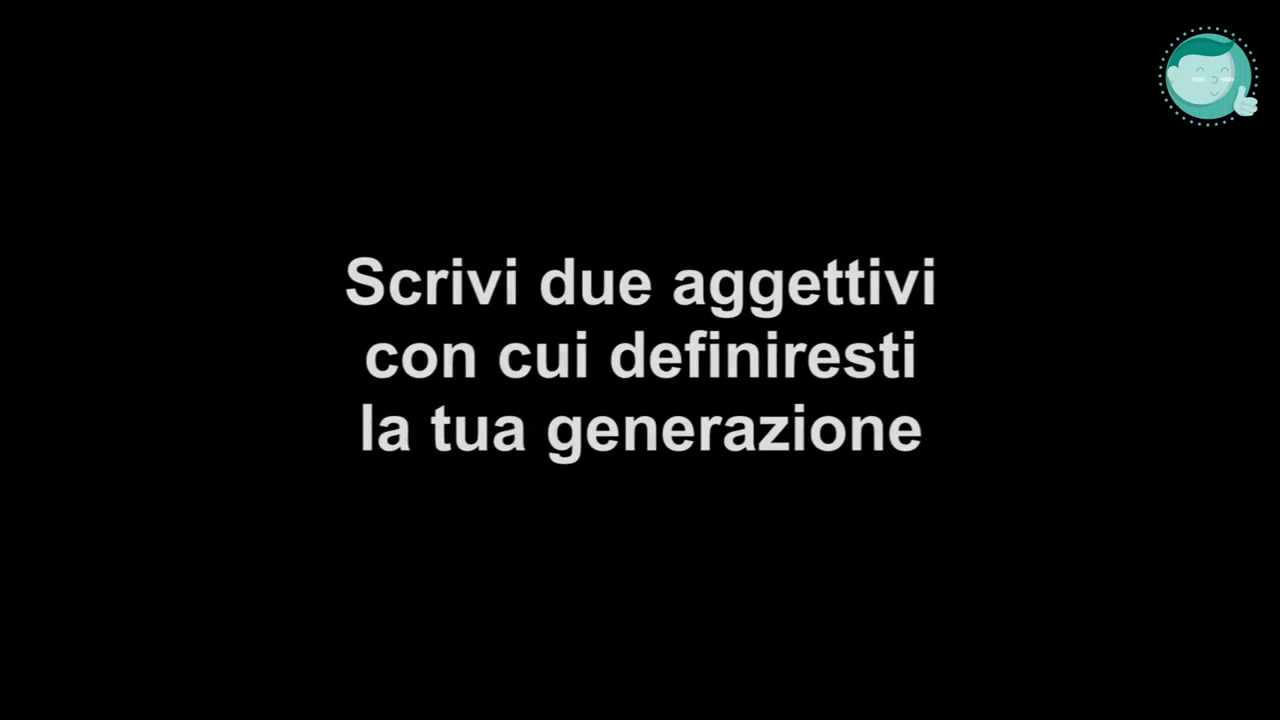 Scrivi due aggettivi
con cui definiresti
la tua generazione